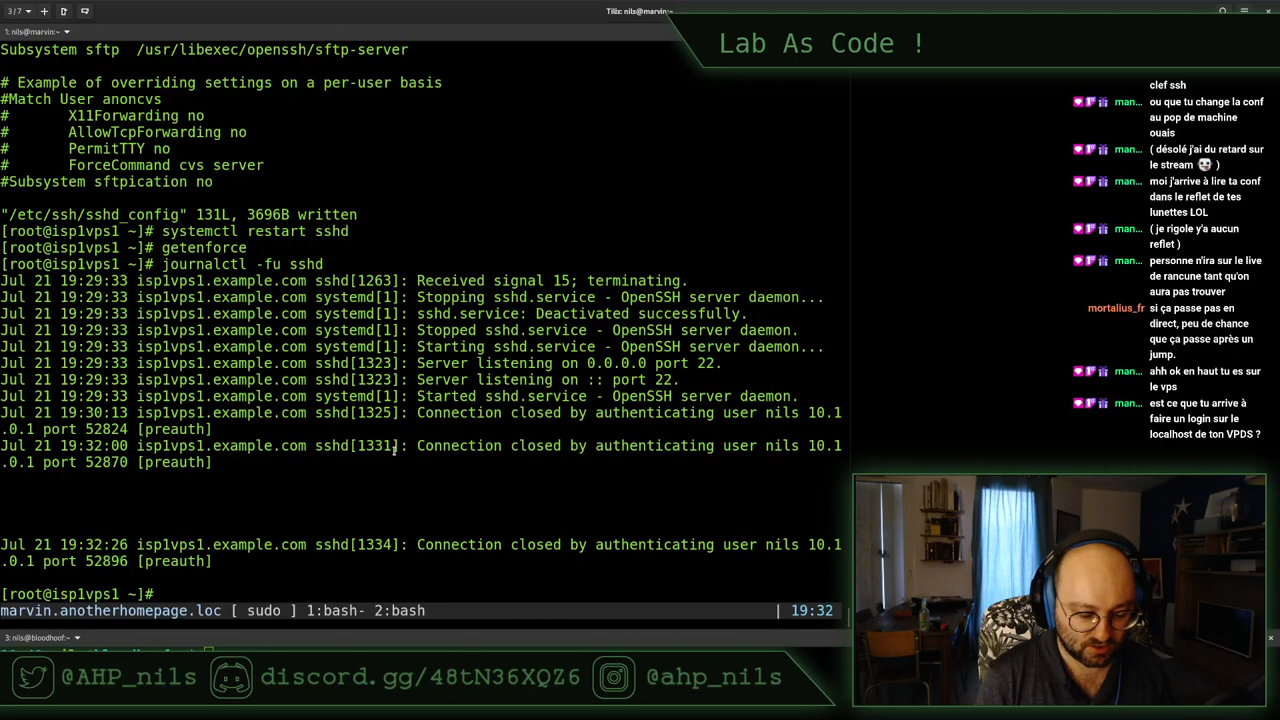 3 / 7
Tilix: nils@marvin:~
1: nils@marvin:~
Lab As Code !
Subsystem sftp  /usr/libexec/openssh/sftp-server
# Example of overriding settings on a per-user basis
#Match User anoncvs
#       X11Forwarding no
#       AllowTcpForwarding no
#       PermitTTY no
#       ForceCommand cvs server
#Subsystem sftpication no
"/etc/ssh/sshd_config" 131L, 3696B written
[root@isp1vps1 ~]# systemctl restart sshd
[root@isp1vps1 ~]# getenforce
[root@isp1vps1 ~]# journalctl -fu sshd
Jul 21 19:29:33 isp1vps1.example.com sshd[1263]: Received signal 15; terminating.
Jul 21 19:29:33 isp1vps1.example.com systemd[1]: Stopping sshd.service - OpenSSH server daemon...
Jul 21 19:29:33 isp1vps1.example.com systemd[1]: sshd.service: Deactivated successfully.
Jul 21 19:29:33 isp1vps1.example.com systemd[1]: Stopped sshd.service - OpenSSH server daemon.
Jul 21 19:29:33 isp1vps1.example.com systemd[1]: Starting sshd.service - OpenSSH server daemon...
Jul 21 19:29:33 isp1vps1.example.com sshd[1323]: Server listening on 0.0.0.0 port 22.
Jul 21 19:29:33 isp1vps1.example.com sshd[1323]: Server listening on :: port 22.
Jul 21 19:29:33 isp1vps1.example.com systemd[1]: Started sshd.service - OpenSSH server daemon.
Jul 21 19:30:13 isp1vps1.example.com sshd[1325]: Connection closed by authenticating user nils 10.1
.0.1 port 52824 [preauth]
Jul 21 19:32:00 isp1vps1.example.com sshd[1331]: Connection closed by authenticating user nils 10.1
.0.1 port 52870 [preauth]
Jul 21 19:32:26 isp1vps1.example.com sshd[1334]: Connection closed by authenticating user nils 10.1
.0.1 port 52896 [preauth]
[root@isp1vps1 ~]#
marvin.anotherhomepage.loc [ sudo ] 1:bash- 2:bash | 19:32
3: nils@bloodhoof:~
clef ssh
man... ou que tu change la conf
au pop de machine
ouais
man... ( désolé j'ai du retard sur
le stream )
man... moi j'arrive à lire ta conf
dans le reflet de tes
lunettes LOL
man... ( je rigole y'a aucun
reflet )
man... personne n'ira sur le live
de rancune tant qu'on
aura pas trouver
mortalius_fr si ça passe pas en
direct, peu de chance
que ça passe après un
jump.
man... ahh ok en haut tu es sur
le vps
man... est ce que tu arrive à
faire un login sur le
localhost de ton VPDS ?
@AHP_nils discord.gg/48tN36XQZ6 @ahp_nils